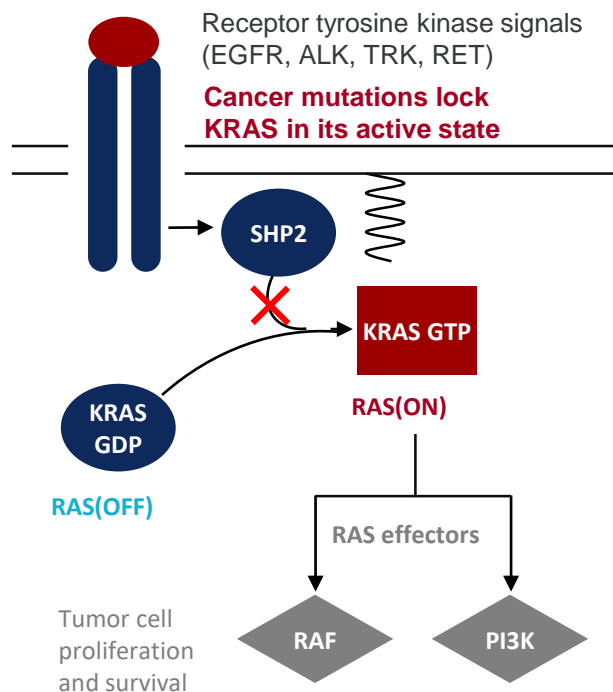 Receptor tyrosine kinase signals
(EGFR, ALK, TRK, RET)
Cancer mutations lock
KRAS in its active state
SHP2
KRAS GTP
KRAS
GDP
RAS(ON)
RAS(OFF)
RAS effectors
RAF
PI3K
Tumor cell
proliferation
and survival